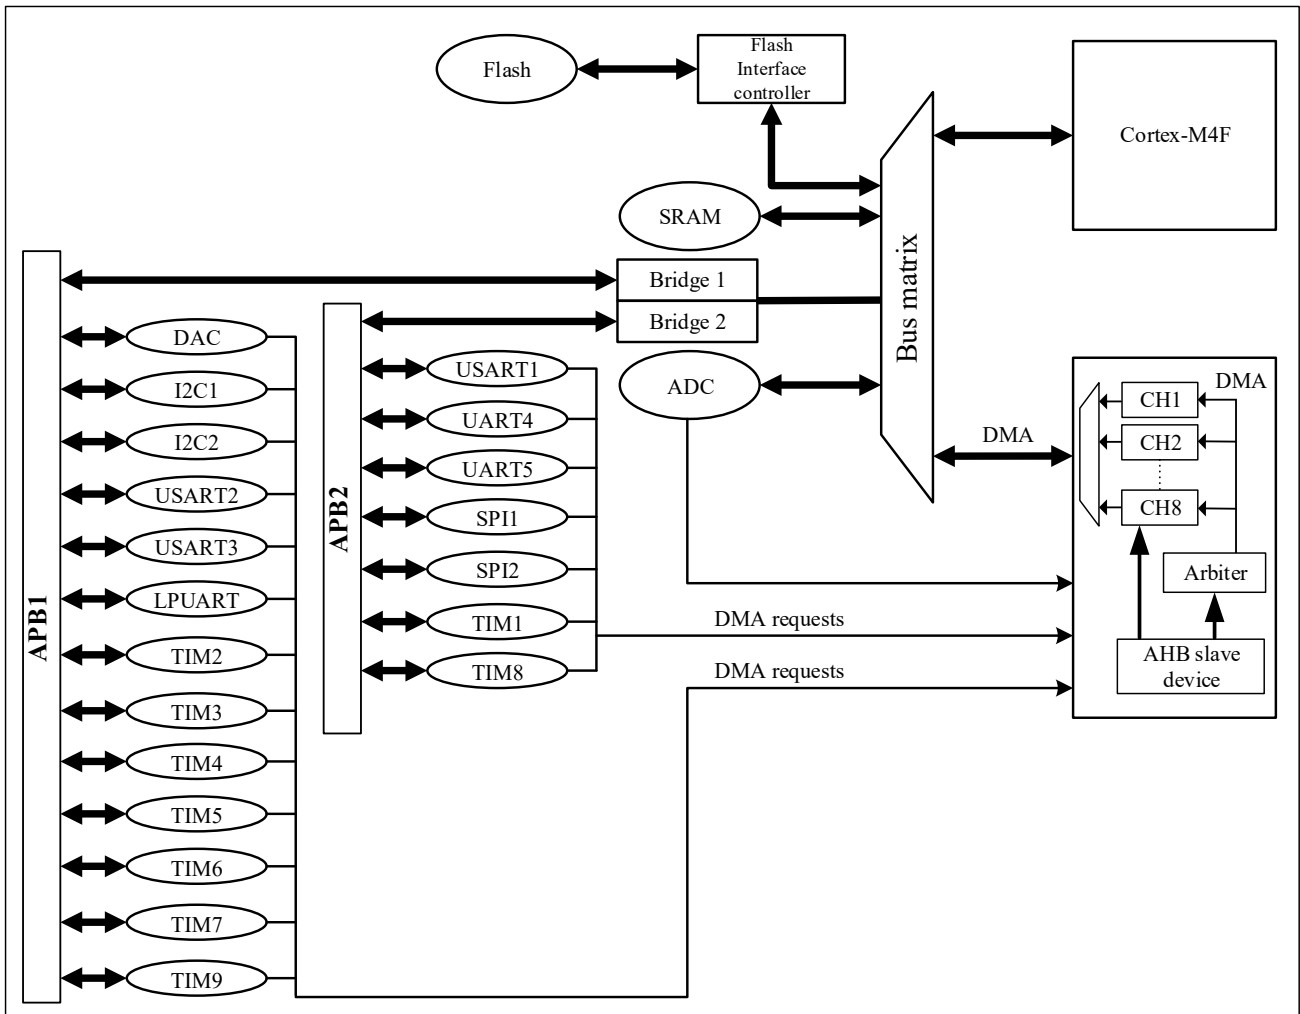 Flash
Flash
Interface
controller
Cortex-M4F
SRAM
Bus matrix
Bridge 1
Bridge 2
ADC
DMA
APB1
DAC
I2C1
I2C2
USART2
USART3
LPUART
TIM2
TIM3
TIM4
TIM5
TIM6
TIM7
TIM9
APB2
USART1
UART4
UART5
SPI1
SPI2
TIM1
TIM8
DMA requests
DMA requests
DMA
CH1
CH2
CH8
Arbiter
AHB slave
device